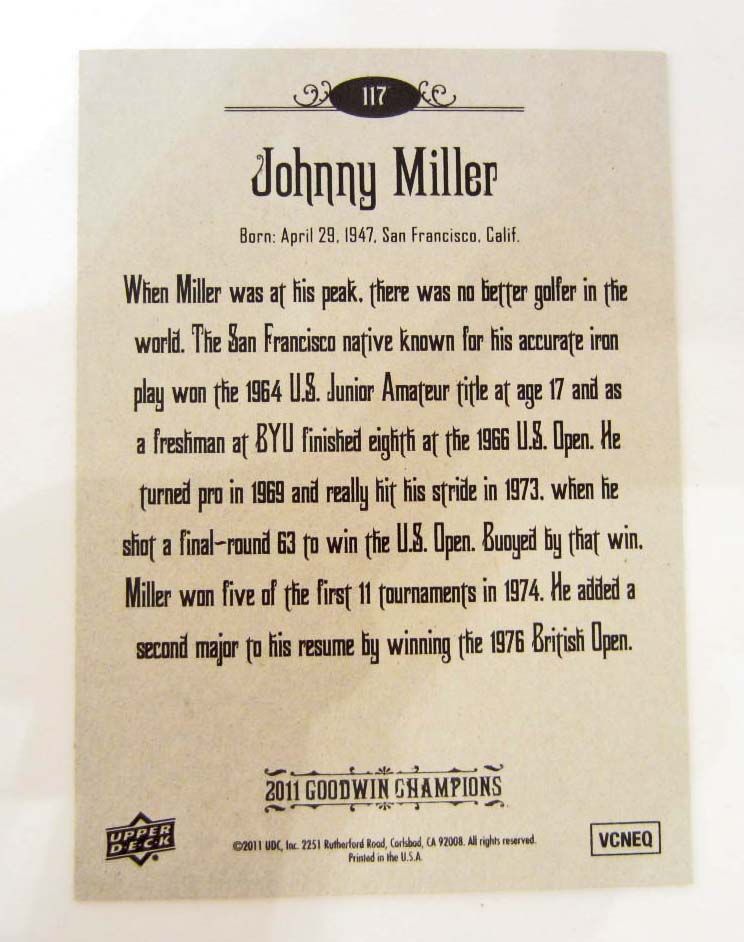 117
Johnny Miller
Born: April 29, 1947, San Francisco, Calif.
When Miller was at his peak, there was no better golfer in the
world. The San Francisco native known for his accurate iron
play won the 1964 U.S. Junior Amateur title at age 17 and as
a freshman at BYU finished eighth at the 1966 U.S. Open. He
turned pro in 1969 and really hit his stride in 1973, when he
shot a final-round 63 to win the U.S. Open. Buoyed by that win,
Miller won five of the first 11 tournaments in 1974. He added a
second major to his resume by winning the 1976 British Open.
2011 GOODWIN CHAMPIONS
UPPER
D·E·C·K
©2011 UDC, Inc. 2251 Rutherford Road, Carlsbad, CA 92008. All rights reserved.
Printed in the U.S.A.
VCNEQ